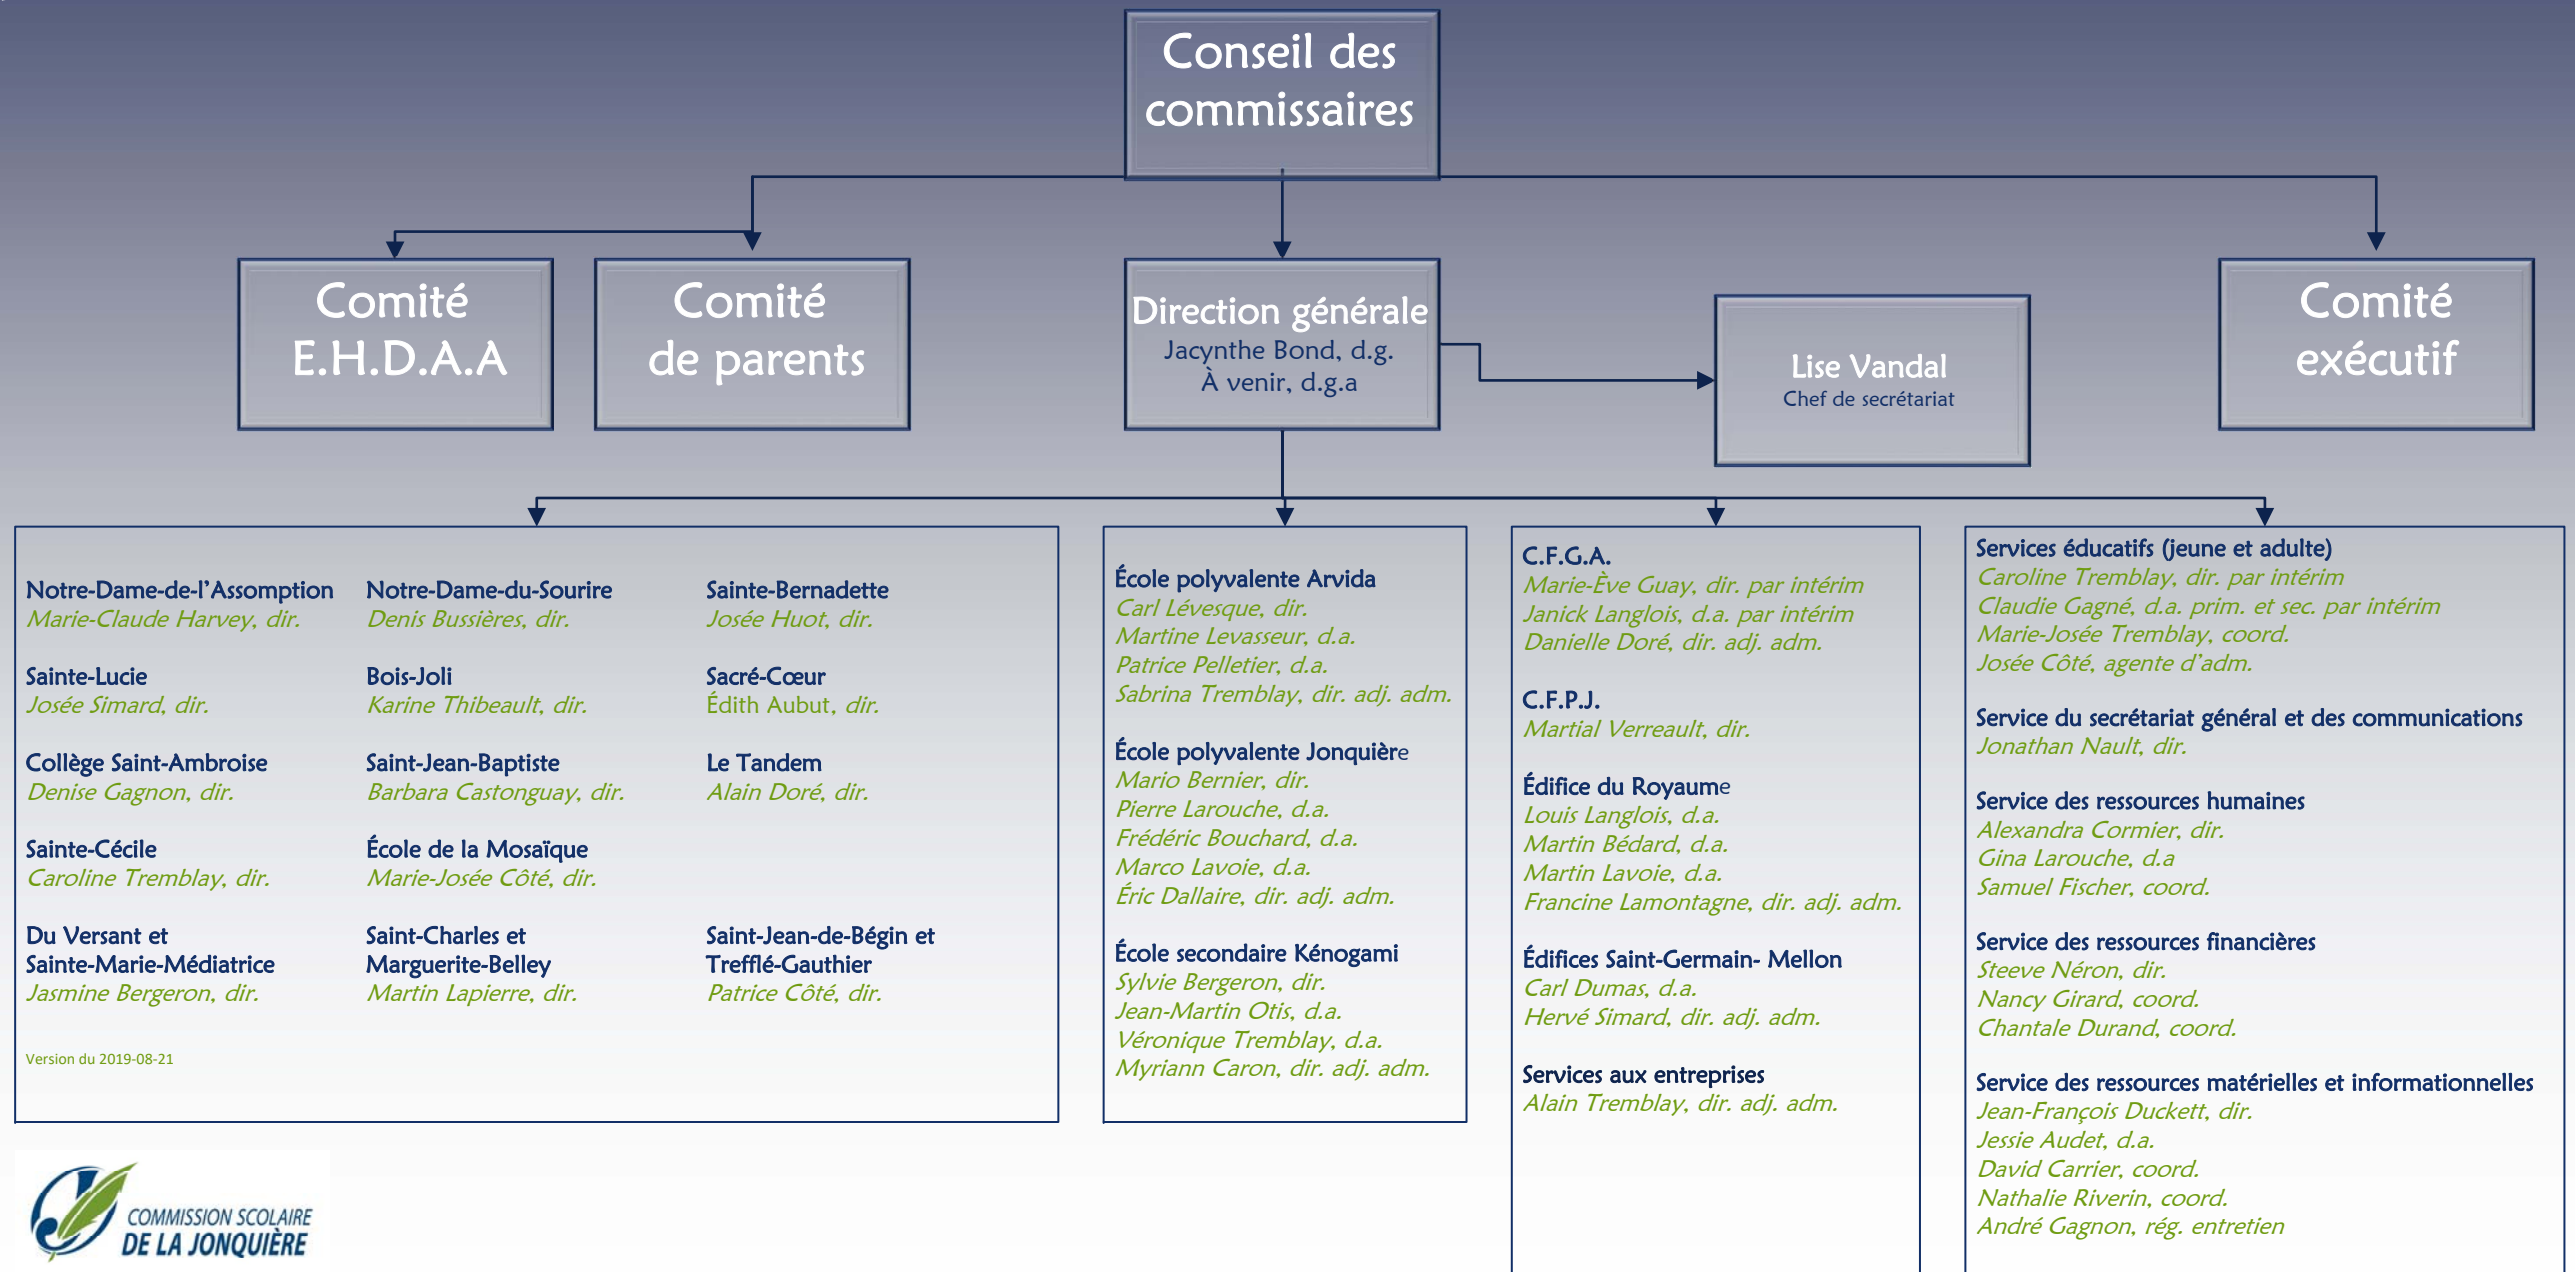 Conseil des
commissaires
Comité
E.H.D.A.A
Comité
de parents
Direction générale
Jacynthe Bond, d.g.
À venir, d.g.a
Lise Vandal
Chef de secrétariat
Comité
exécutif
Notre-Dame-de-l'Assomption
Marie-Claude Harvey, dir.
Notre-Dame-du-Sourire
Denis Bussières, dir.
Sainte-Bernadette
Josée Huot, dir.
Sainte-Lucie
Josée Simard, dir.
Bois-Joli
Karine Thibeault, dir.
Sacré-Cœur
Édith Aubut, dir.
Collège Saint-Ambroise
Denise Gagnon, dir.
Saint-Jean-Baptiste
Barbara Castonguay, dir.
Le Tandem
Alain Doré, dir.
Sainte-Cécile
Caroline Tremblay, dir.
École de la Mosaïque
Marie-Josée Côté, dir.
Du Versant et
Sainte-Marie-Médiatrice
Jasmine Bergeron, dir.
Saint-Charles et
Marguerite-Belley
Martin Lapierre, dir.
Saint-Jean-de-Bégin et
Trefflé-Gauthier
Patrice Côté, dir.
Version du 2019-08-21
École polyvalente Arvida
Carl Lévesque, dir.
Martine Levasseur, d.a.
Patrice Pelletier, d.a.
Sabrina Tremblay, dir. adj. adm.
École polyvalente Jonquière
Mario Bernier, dir.
Pierre Larouche, d.a.
Frédéric Bouchard, d.a.
Marco Lavoie, d.a.
Éric Dallaire, dir. adj. adm.
École secondaire Kénogami
Sylvie Bergeron, dir.
Jean-Martin Otis, d.a.
Véronique Tremblay, d.a.
Myriann Caron, dir. adj. adm.
C.F.G.A.
Marie-Ève Guay, dir. par intérim
Janick Langlois, d.a. par intérim
Danielle Doré, dir. adj. adm.
C.F.P.J.
Martial Verreault, dir.
Édifice du Royaume
Louis Langlois, d.a.
Martin Bédard, d.a.
Martin Lavoie, d.a.
Francine Lamontagne, dir. adj. adm.
Édifices Saint-Germain- Mellon
Carl Dumas, d.a.
Hervé Simard, dir. adj. adm.
Services aux entreprises
Alain Tremblay, dir. adj. adm.
Services éducatifs (jeune et adulte)
Caroline Tremblay, dir. par intérim
Claudie Gagné, d.a. prim. et sec. par intérim
Marie-Josée Tremblay, coord.
Josée Côté, agente d'adm.
Service du secrétariat général et des communications
Jonathan Nault, dir.
Service des ressources humaines
Alexandra Cormier, dir.
Gina Larouche, d.a
Samuel Fischer, coord.
Service des ressources financières
Steeve Néron, dir.
Nancy Girard, coord.
Chantale Durand, coord.
Service des ressources matérielles et informationnelles
Jean-François Duckett, dir.
Jessie Audet, d.a.
David Carrier, coord.
Nathalie Riverin, coord.
André Gagnon, rég. entretien
COMMISSION SCOLAIRE
DE LA JONQUIÈRE